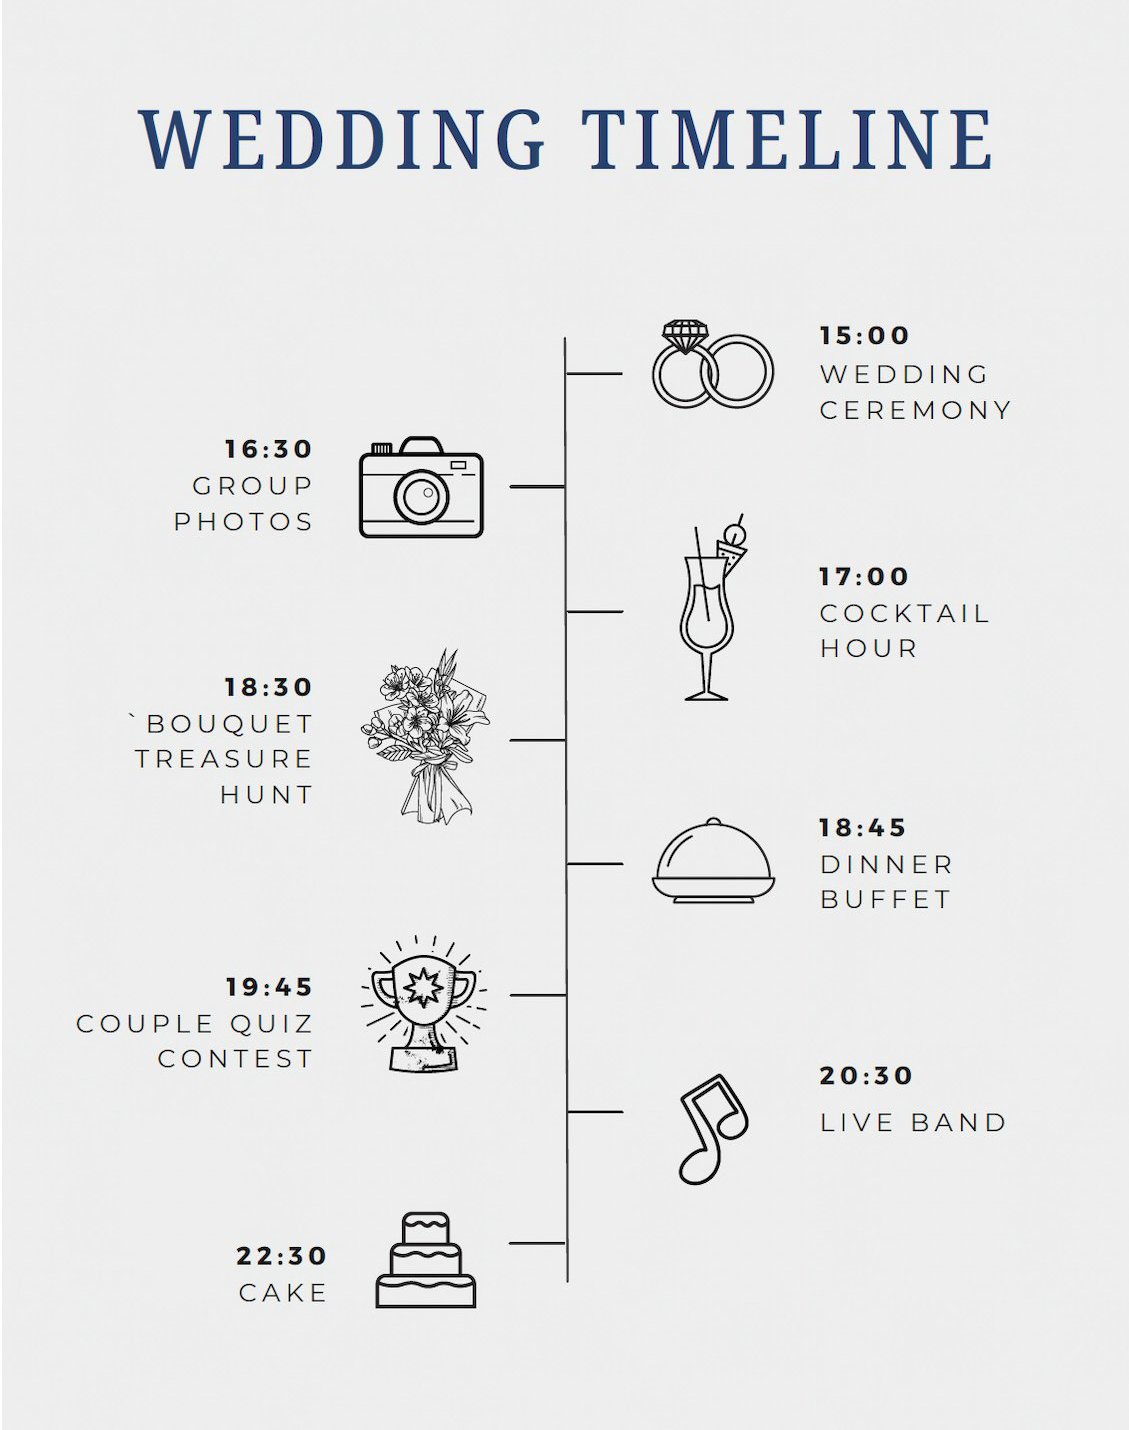 WEDDING TIMELINE
15:00
WEDDING
CEREMONY
16:30
GROUP
PHOTOS
17:00
COCKTAIL
HOUR
18:30
`BOUQUET
TREASURE
HUNT
18:45
DINNER
BUFFET
19:45
COUPLE QUIZ
CONTEST
20:30
LIVE BAND
22:30
CAKE